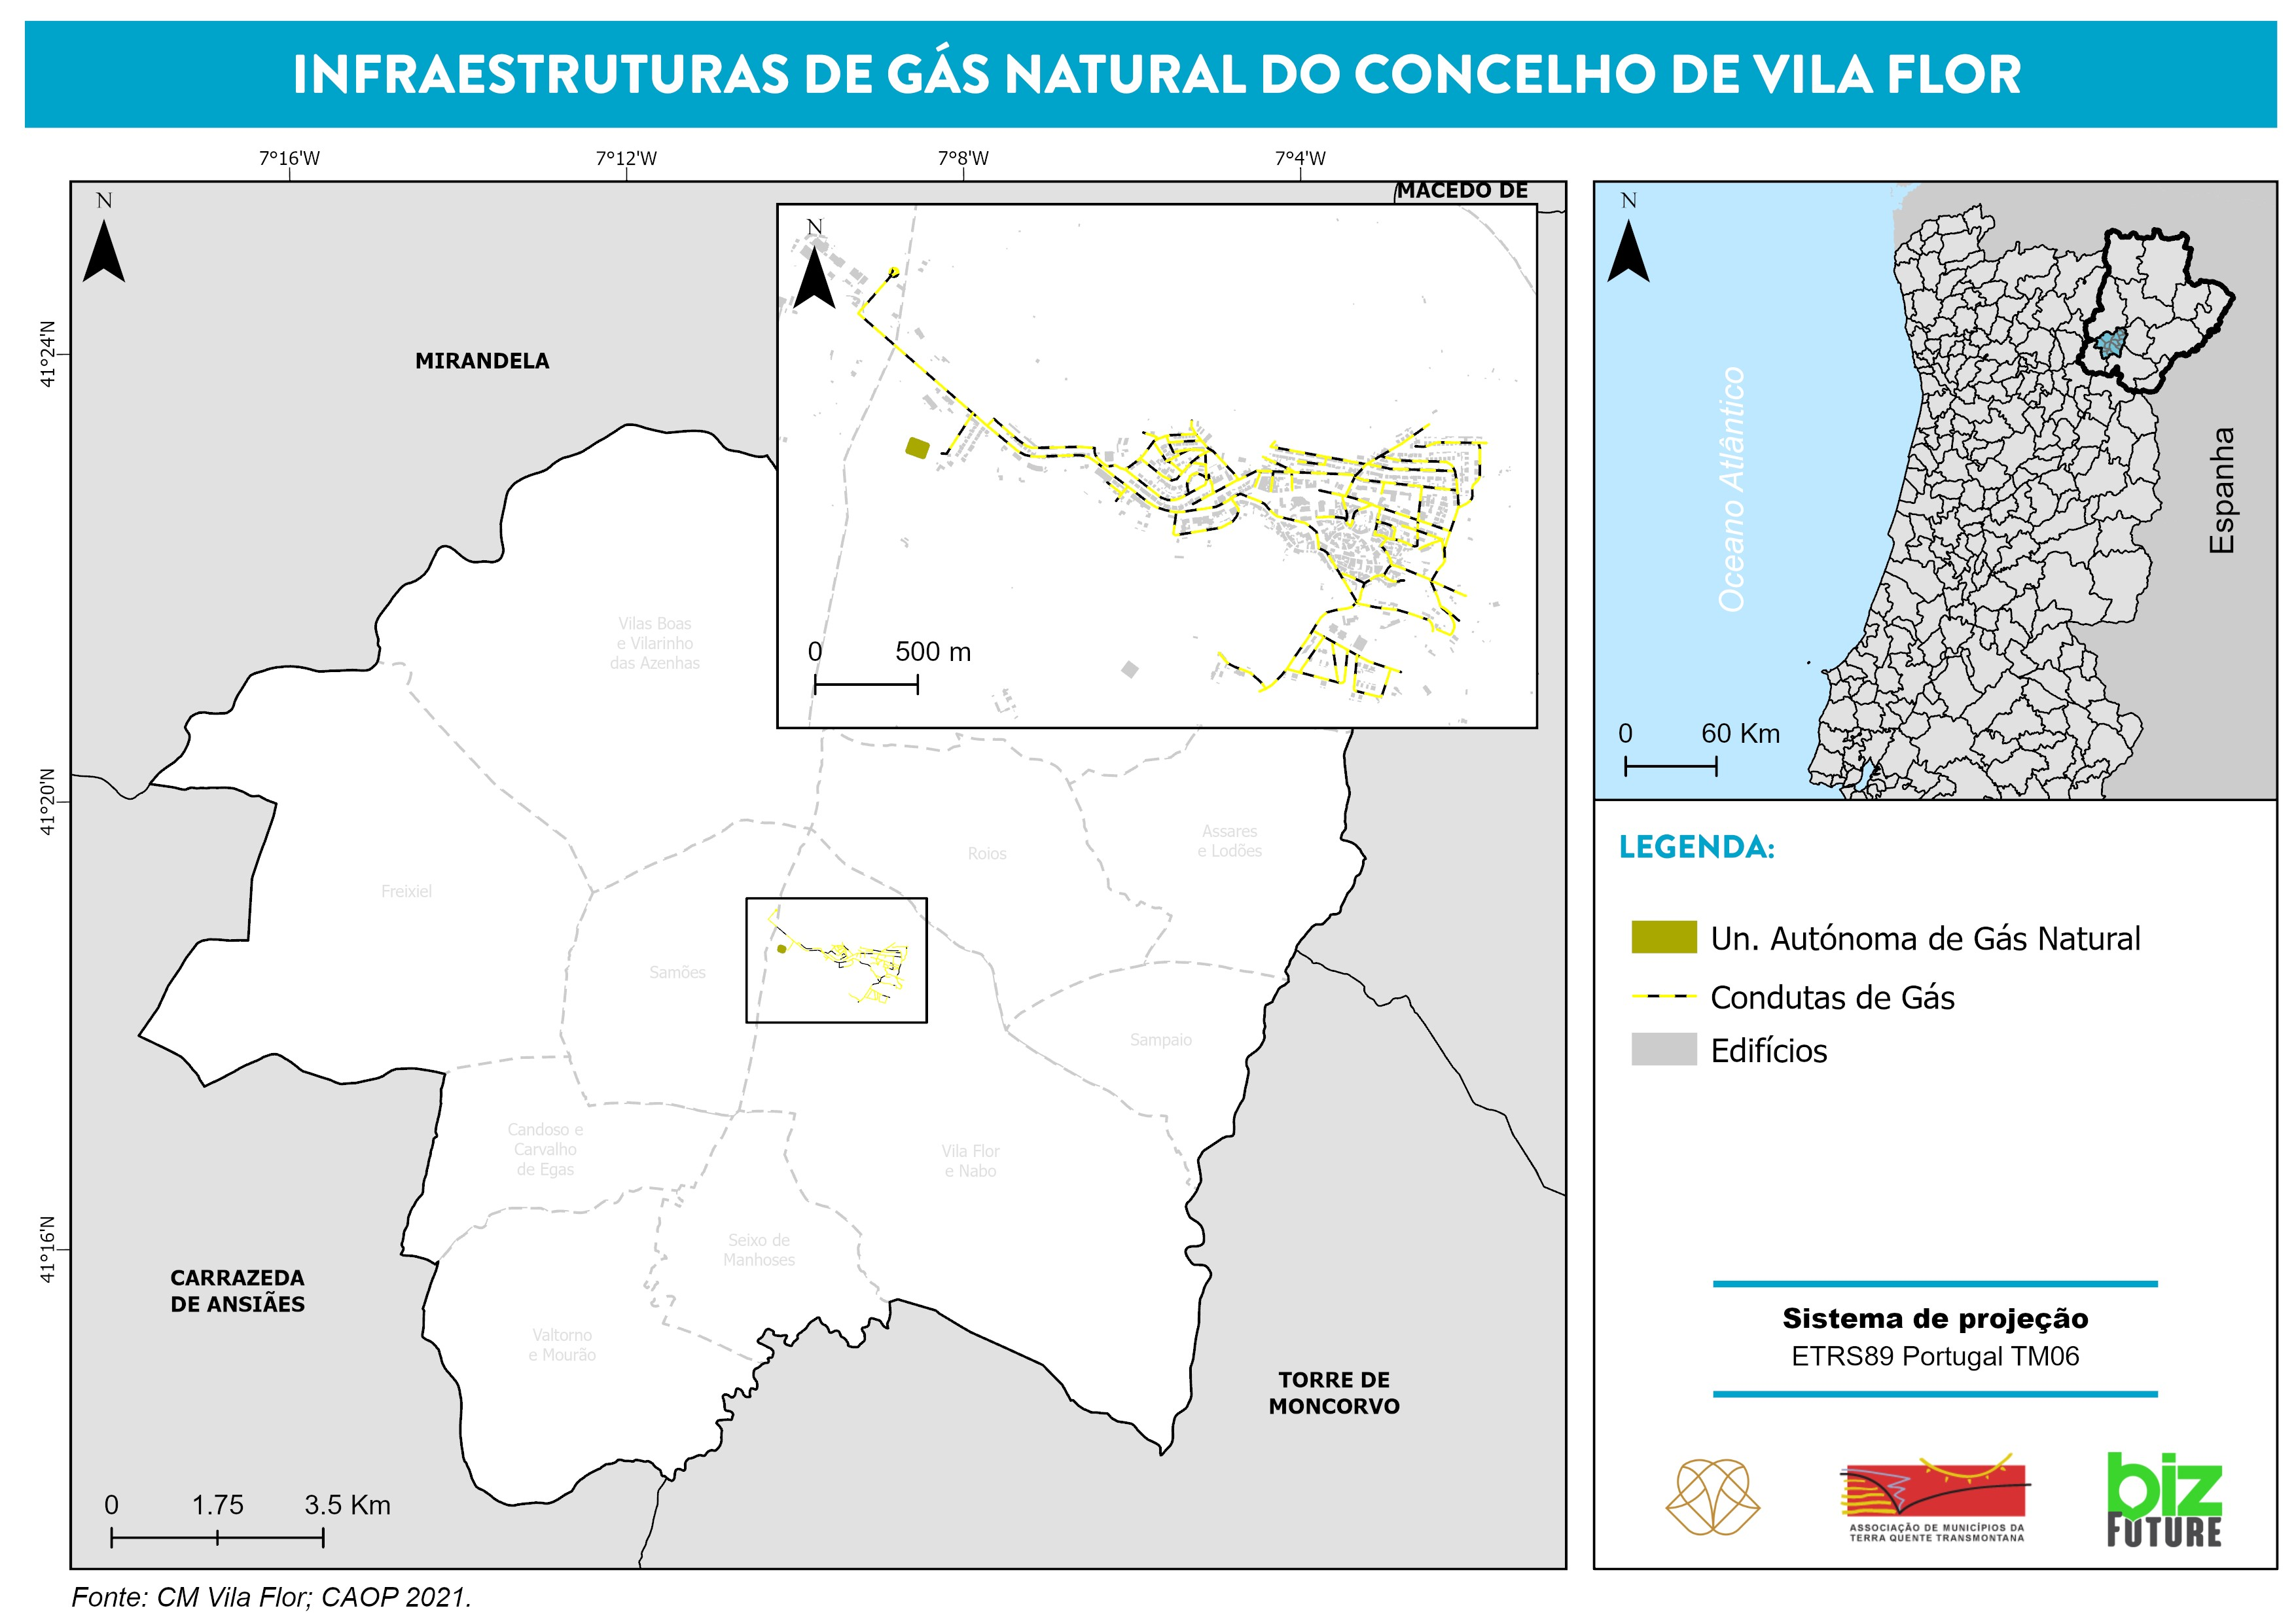 INFRAESTRUTURAS DE GÁS NATURAL DO CONCELHO DE VILA FLOR
7°16'W
7°12'W
7°8'W
7°4'W
41°24'N
41°20'N
41°16'N
N
MACEDO DE
MIRANDELA
N
0
500 m
Vilas Boas
e Vilarinho
das Azenhas
Freixiel
Samões
Roios
Assares
e Lodões
Sampaio
Candoso e
Carvalho
de Egas
Vila Flor
e Nabo
Seixo de
Manhoses
Valtorno
e Mourão
CARRAZEDA
DE ANSIÃES
TORRE DE
MONCORVO
0
1.75
3.5 Km
N
Oceano Atlântico
Espanha
0
60 Km
LEGENDA:
Un. Autónoma de Gás Natural
Condutas de Gás
Edifícios
Sistema de projeção
ETRS89 Portugal TM06
ASSOCIAÇÃO DE MUNICÍPIOS DA
TERRA QUENTE TRANSMONTANA
biz
FUTURE
Fonte: CM Vila Flor; CAOP 2021.